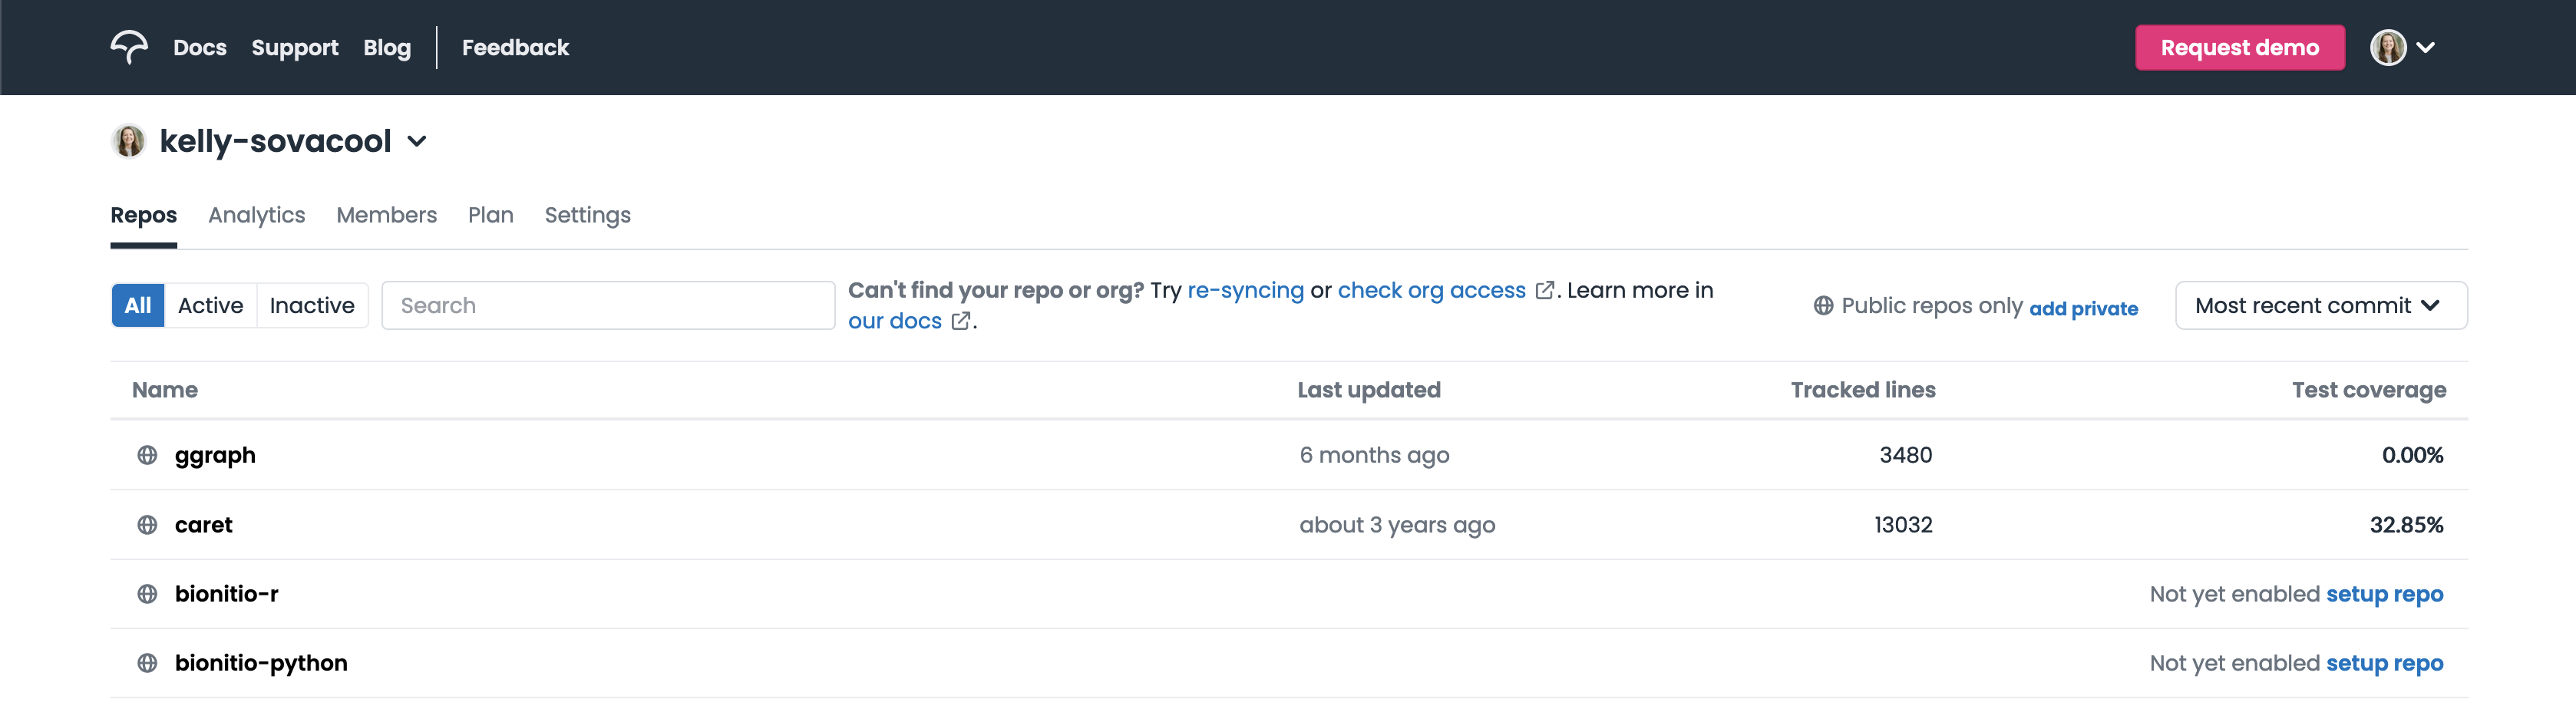 Docs Support Blog Feedback Request demo
kelly-sovacool
Repos Analytics Members Plan Settings
All Active Inactive Search Can't find your repo or org? Try re-syncing or check org access . Learn more in
our docs .
Public repos only add private Most recent commit
Name Last updated Tracked lines Test coverage
ggraph 6 months ago 3480 0.00%
caret about 3 years ago 13032 32.85%
bionitio-r Not yet enabled setup repo
bionitio-python Not yet enabled setup repo